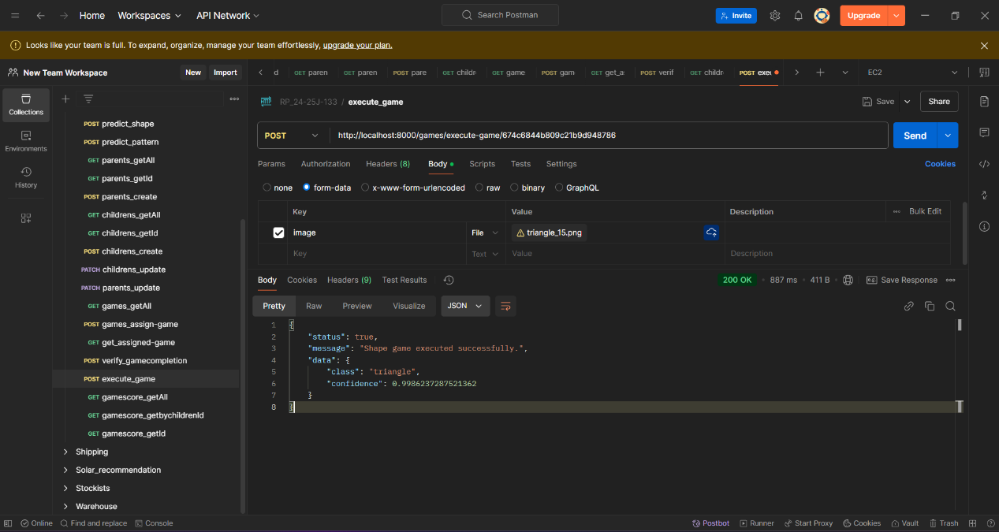 Home Workspaces API Network Search Postman Invite Upgrade
Looks like your team is full. To expand, organize, manage your team effortlessly, upgrade your plan.
New Team Workspace New Import
d GET paren GET paren POST pare GET childr GET game POST gam GET get_a: POST verif GET childr POST exec EC2
Collections
Environments
History
POST predict_shape
POST predict_pattern
GET parents_getAll
GET parents_getId
POST parents_create
GET childrens_getAll
GET childrens_getId
POST childrens_create
PATCH childrens_update
PATCH parents_update
GET games_getAll
POST games_assign-game
GET get_assigned-game
POST verify_gamecompletion
POST execute_game
GET gamescore_getAll
GET gamescore_getbychildrenId
GET gamescore_getId
Shipping
Solar_recommendation
Stockists
Warehouse
HTTP RP_24-25J-133 / execute_game Save Share
POST http://localhost:8000/games/execute-game/674c6844b809c21b9d948786 Send
Params Authorization Headers (8) Body Scripts Tests Settings Cookies
none form-data x-www-form-urlencoded raw binary GraphQL
Key Value Description Bulk Edit
image File triangle_15.png
Key Text Value Description
Body Cookies Headers (9) Test Results 200 OK 887 ms 411 B Save Response
Pretty Raw Preview Visualize JSON
1 {
2 "status": true,
3 "message": "Shape game executed successfully.",
4 "data": {
5 "class": "triangle",
6 "confidence": 0.9986237287521362
7 }
8 }
Online Find and replace Console Postbot Runner Start Proxy Cookies Vault Trash